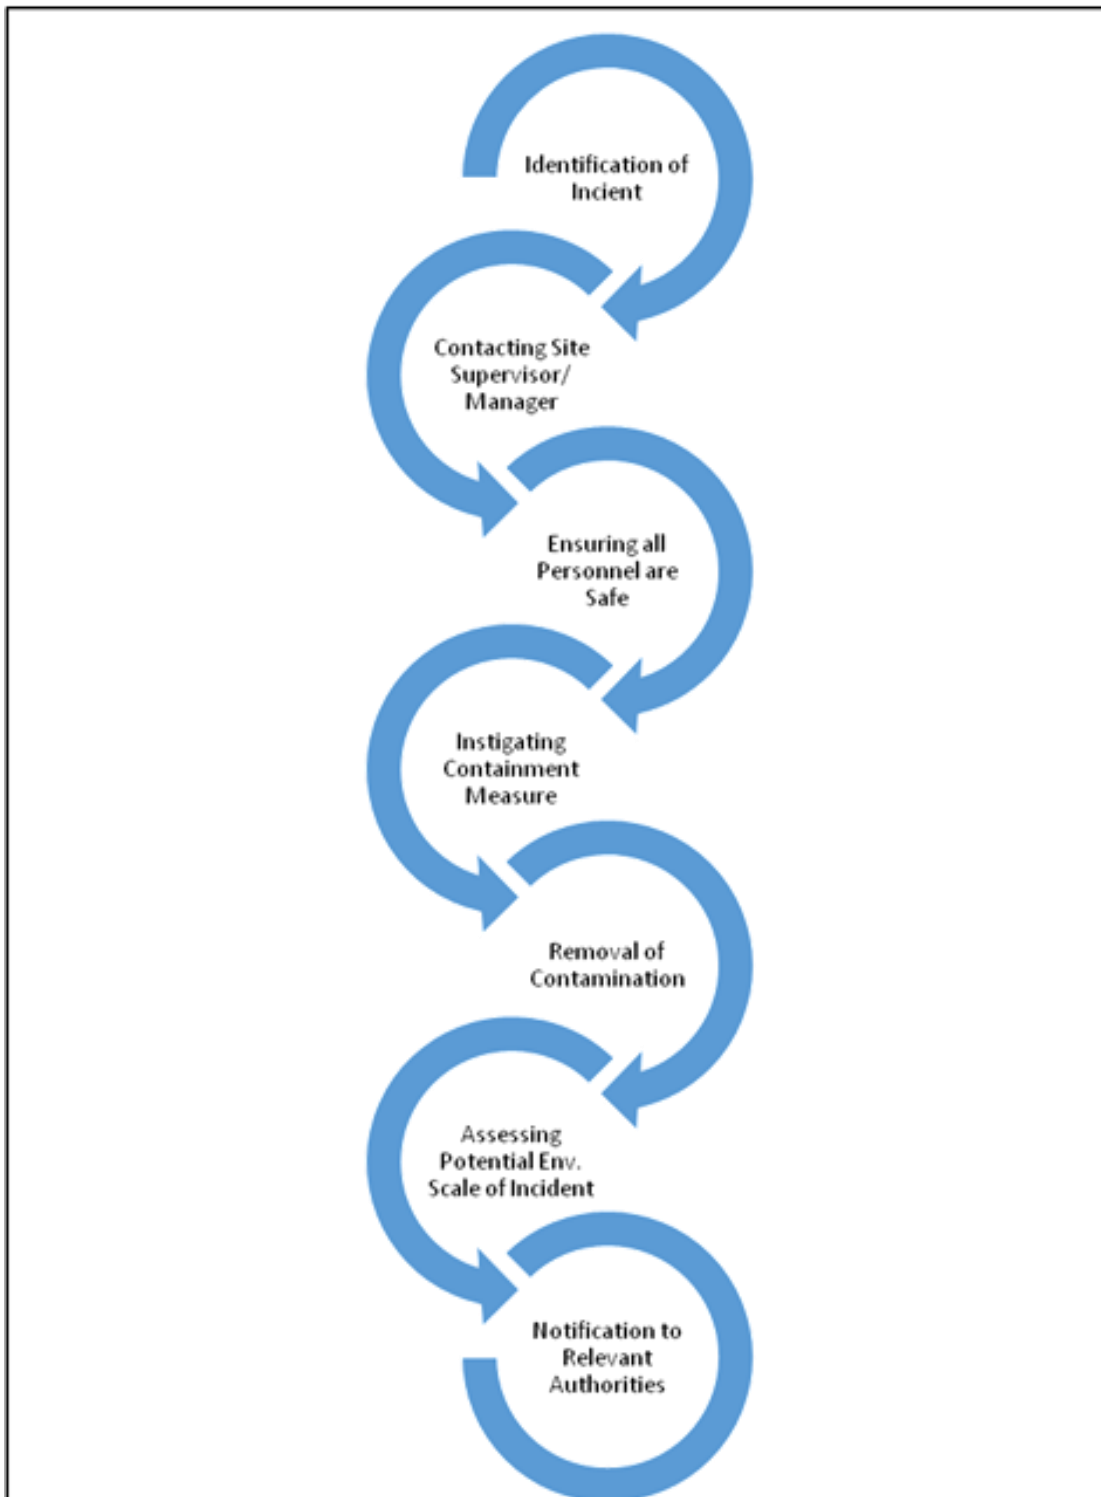 Identification of
Incient
Contacting Site
Supervisor/
Manager
Ensuring all
Personnel are
Safe
Instigating
Containment
Measure
Removal of
Contamination
Assessing
Potential Env.
Scale of Incident
Notification to
Relevant
Authorities